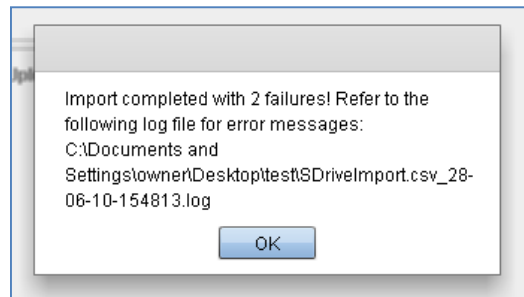 Import completed with 2 failures! Refer to the
following log file for error messages:
C:\Documents and
Settings\owner\Desktop\test\SDriveImport.csv_28-
06-10-154813.log
OK